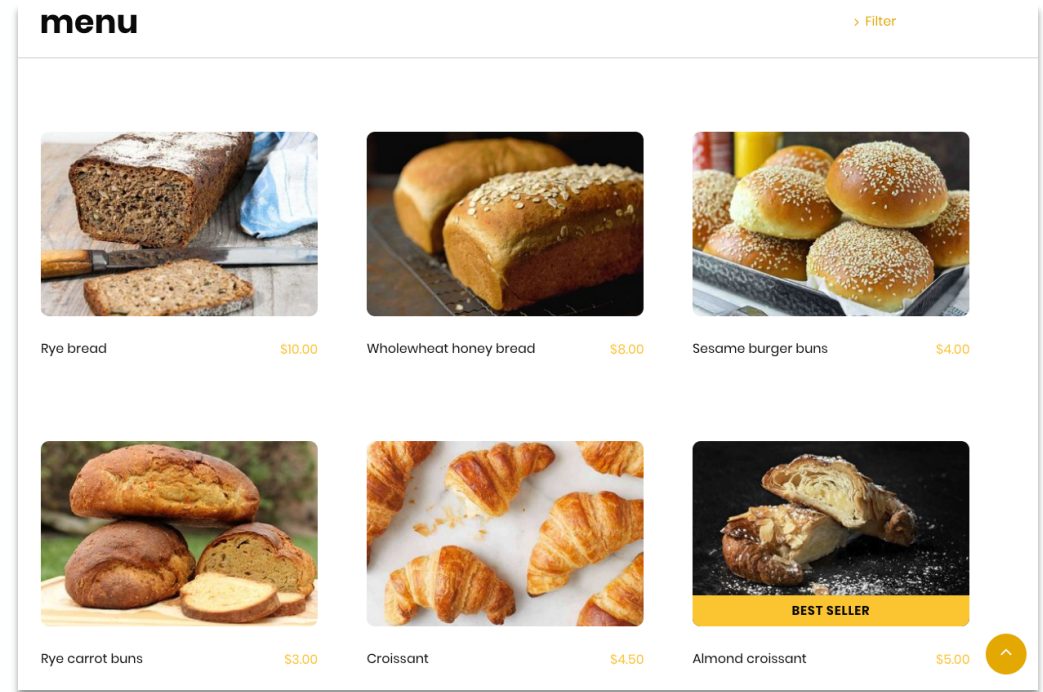 menu
Filter
Rye bread
$10.00
Wholewheat honey bread
$8.00
Sesame burger buns
$4.00
BEST SELLER
Rye carrot buns
$3.00
Croissant
$4.50
Almond croissant
$5.00